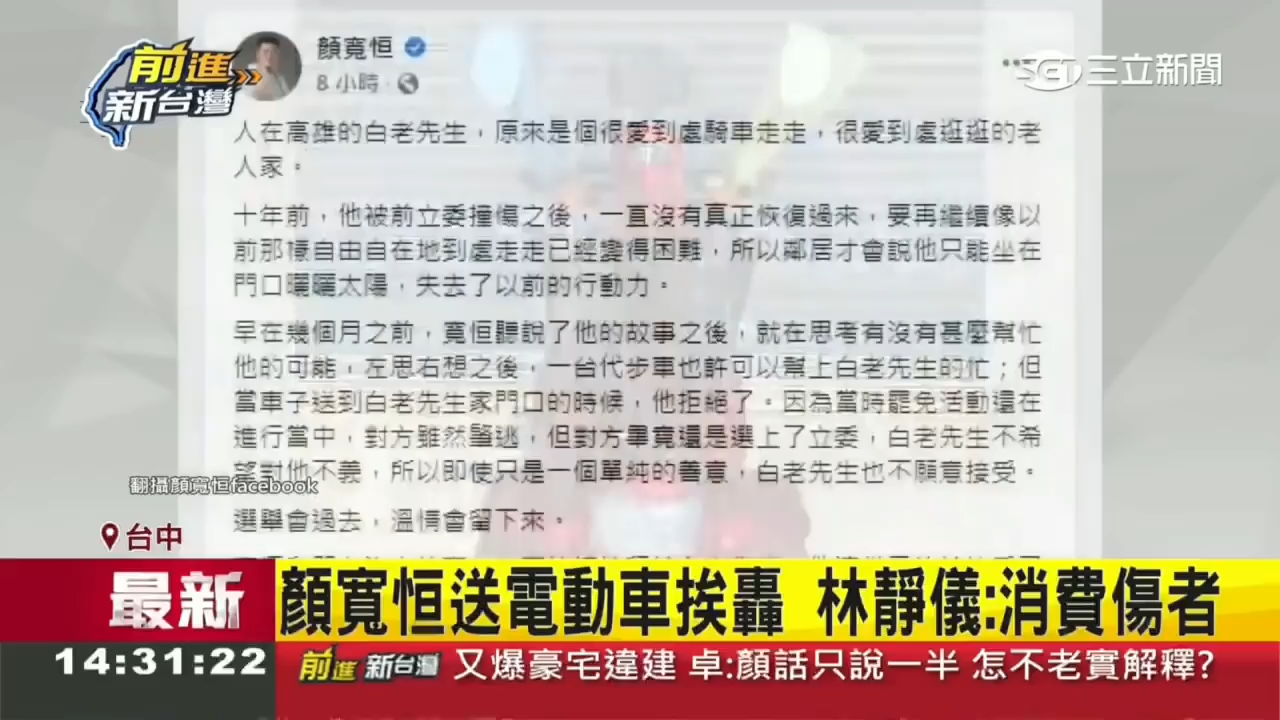 前進
新台灣
顏寬恒
8 小時
SET 三立新聞
人在高雄的白老先生，原來是個很愛到處騎車走走，很愛到處逛逛的老
人家。
十年前，他被前立委撞傷之後，一直沒有真正恢復過來，要再繼續像以
前那樣自由自在地到處走走已經變得困難，所以鄰居才會說他只能坐在
門口曬曬太陽，失去了以前的行動力。
早在幾個月之前，寬恒聽說了他的故事之後，就在思考有沒有甚麼幫忙
他的可能，左思右想之後，一台代步車也許可以幫上白老先生的忙；但
當車子送到白老先生家門口的時候，他拒絕了。因為當時罷免活動還在
進行當中，對方雖然肇逃，但對方畢竟還是選上了立委，白老先生不希
望對他不義，所以即使只是一個單純的善意，白老先生也不願意接受。
翻攝顏寬恒facebook
選舉會過去，溫情會留下來。
台中
最新
顏寬恒送電動車挨轟 林靜儀:消費傷者
14:31:22
前進新台灣 又爆豪宅違建 卓:顏話只說一半 怎不老實解釋?